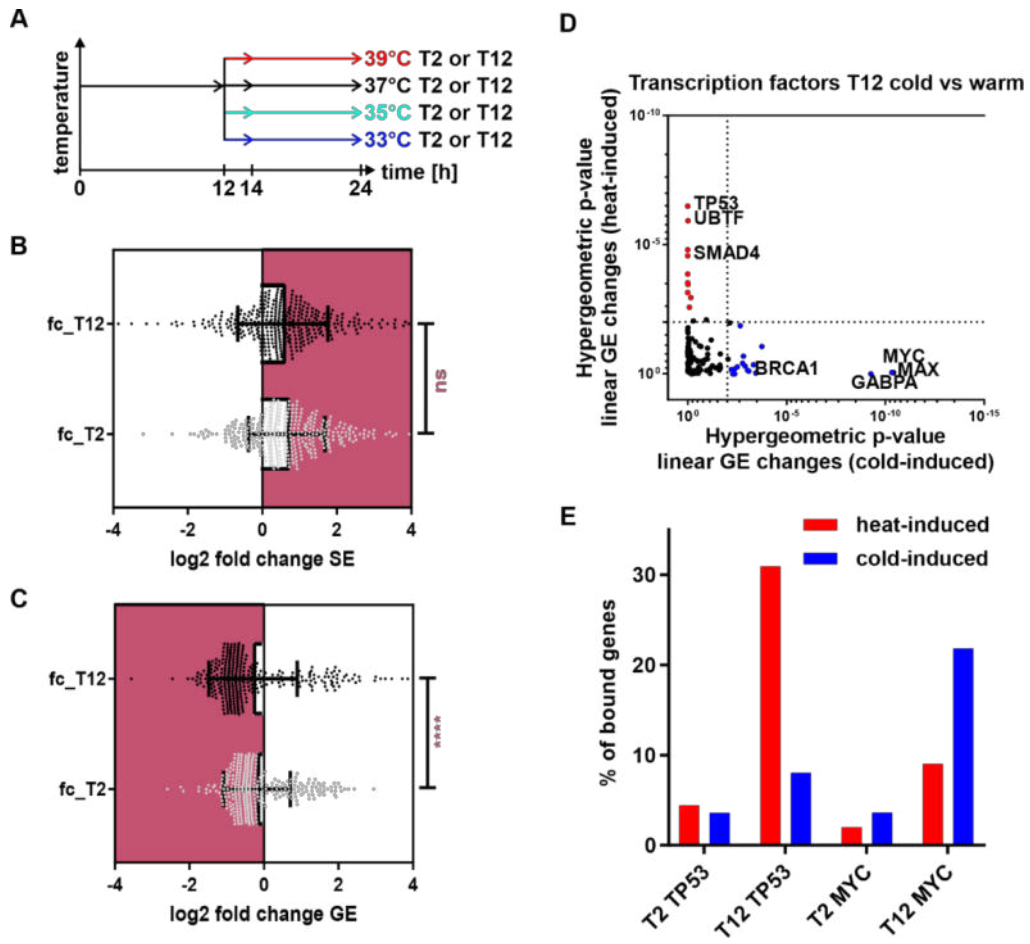 A
temperature
39°C T2 or T12
37°C T2 or T12
35°C T2 or T12
33°C T2 or T12
time [h]
0
12 14
24
B
fc_T12
fc_T2
ns
-4 -2 0 2 4
log2 fold change SE
C
fc_T12
fc_T2
****
-4 -2 0 2 4
log2 fold change GE
D
Transcription factors T12 cold vs warm
Hypergeometric p-value
linear GE changes (heat-induced)
10⁻¹⁰
10⁻⁵
10⁰
TP53
UBTF
SMAD4
BRCA1
MYC
MAX
GABPA
10⁰ 10⁻⁵ 10⁻¹⁰ 10⁻¹⁵
Hypergeometric p-value
linear GE changes (cold-induced)
E
heat-induced
cold-induced
% of bound genes
30
20
10
0
T2 TP53
T12 TP53
T2 MYC
T12 MYC